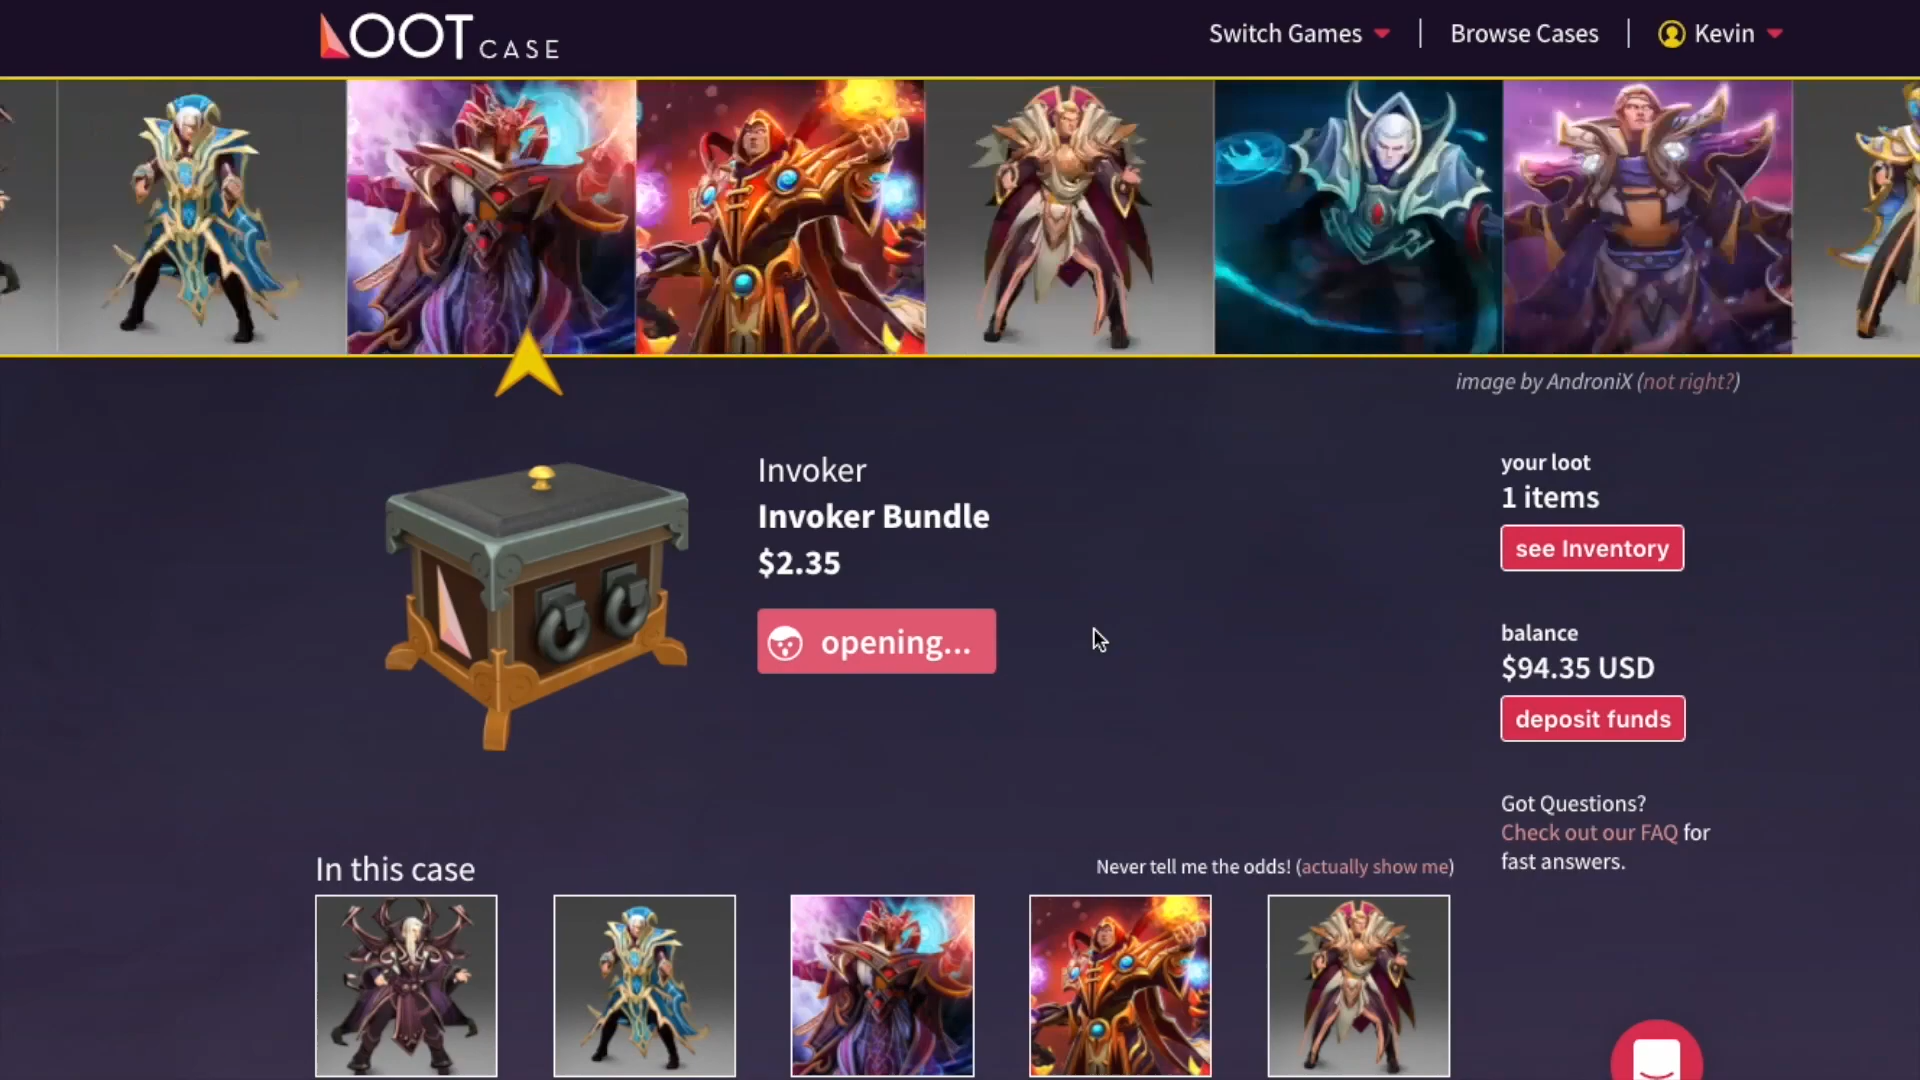 LOOT CASE
Switch Games
Browse Cases
Kevin
image by AndroniX (not right?)
Invoker
Invoker Bundle
$2.35
opening...
your loot
1 items
see Inventory
balance
$94.35 USD
deposit funds
Got Questions?
Check out our FAQ for
fast answers.
In this case
Never tell me the odds! (actually show me)